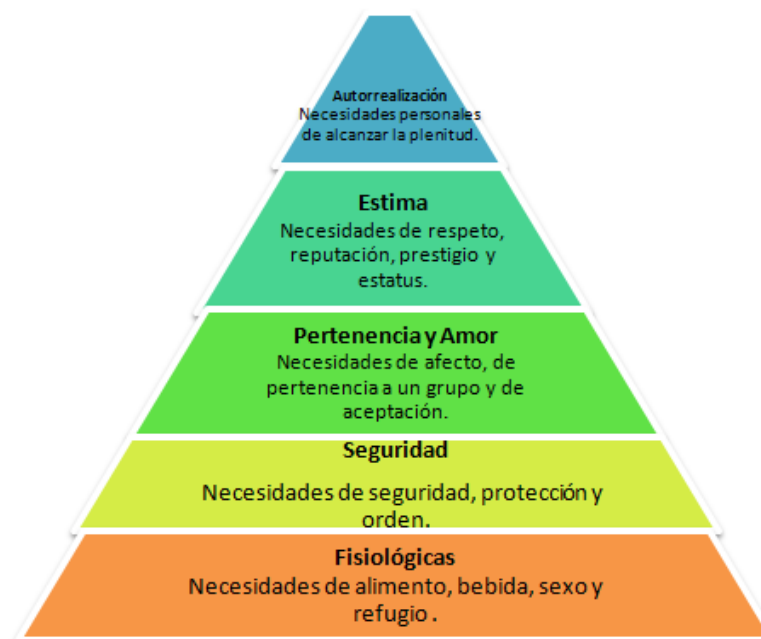 Autorrealización
Necesidades personales
de alcanzar la plenitud.
Estima
Necesidades de respeto,
reputación, prestigio y
estatus.
Pertenencia y Amor
Necesidades de afecto, de
pertenencia a un grupo y de
aceptación.
Seguridad
Necesidades de seguridad, protección y
orden.
Fisiológicas
Necesidades de alimento, bebida, sexo y
refugio .